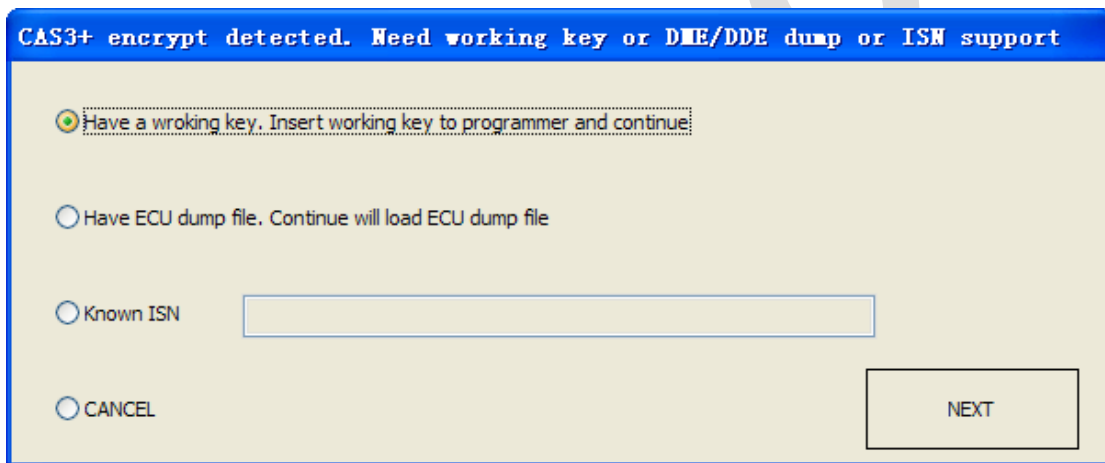 CAS3+ encrypt detected. Need working key or DME/DDE dump or ISN support
Have a wroking key. Insert working key to programmer and continue
Have ECU dump file. Continue will load ECU dump file
Known ISN
CANCEL
NEXT